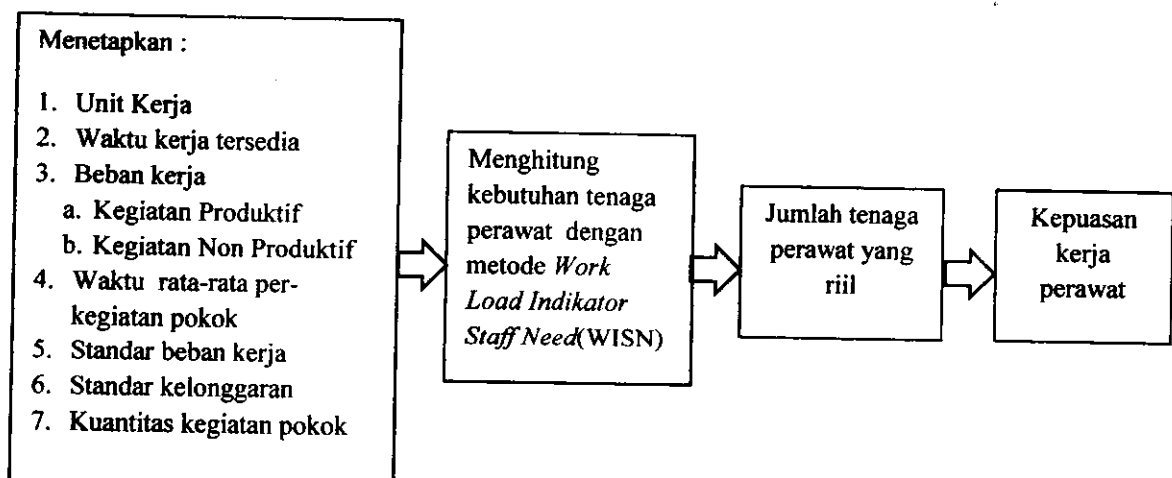 Menetapkan :
1. Unit Kerja
2. Waktu kerja tersedia
3. Beban kerja
a. Kegiatan Produktif
b. Kegiatan Non Produktif
4. Waktu rata-rata per-
kegiatan pokok
5. Standar beban kerja
6. Standar kelonggaran
7. Kuantitas kegiatan pokok
Menghitung
kebutuhan tenaga
perawat dengan
metode Work
Load Indikator
Staff Need(WISN)
Jumlah tenaga
perawat yang
riil
Kepuasan
kerja
perawat